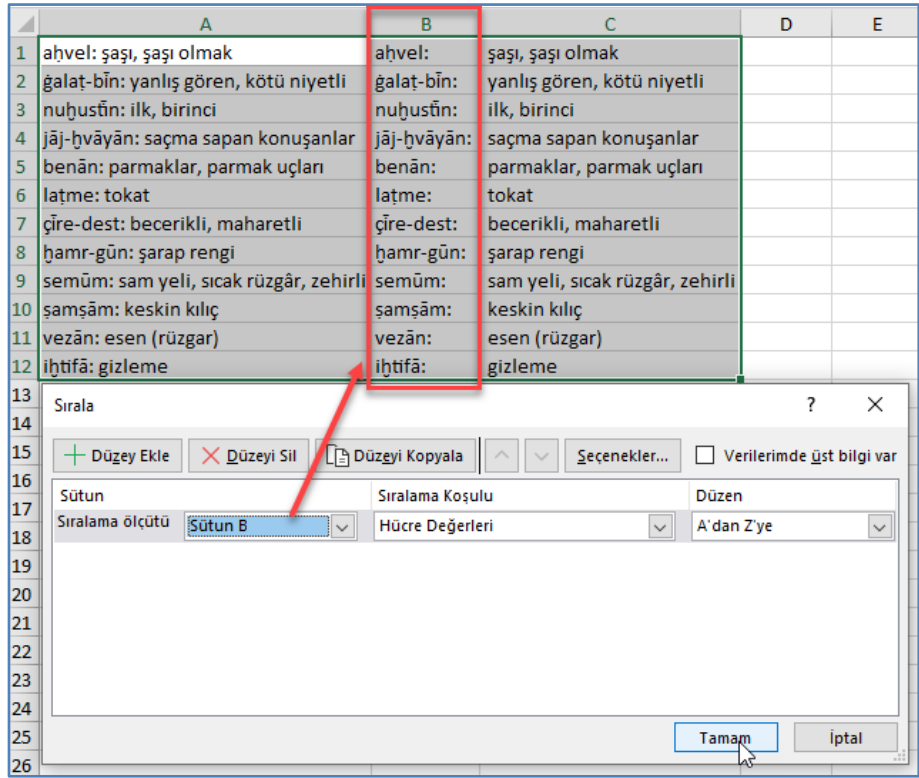 A B C D E
1 aḥvel: şaşı, şaşı olmak aḥvel: şaşı, şaşı olmak
2 ġalaṭ-bīn: yanlış gören, kötü niyetli ġalaṭ-bīn: yanlış gören, kötü niyetli
3 nuḫustīn: ilk, birinci nuḫustīn: ilk, birinci
4 jāj-ḫvāyān: saçma sapan konuşanlar jāj-ḫvāyān: saçma sapan konuşanlar
5 benān: parmaklar, parmak uçları benān: parmaklar, parmak uçları
6 laṭme: tokat laṭme: tokat
7 çīre-dest: becerikli, maharetli çīre-dest: becerikli, maharetli
8 ḫamr-gūn: şarap rengi ḫamr-gūn: şarap rengi
9 semūm: sam yeli, sıcak rüzgâr, zehirli semūm: sam yeli, sıcak rüzgâr, zehirli
10 ṣamṣām: keskin kılıç ṣamṣām: keskin kılıç
11 vezān: esen (rüzgar) vezān: esen (rüzgar)
12 iḫtifā: gizleme iḫtifā: gizleme
13
Sırala ? ×
14
15
Düzey Ekle Düzeyi Sil Düzeyi Kopyala Seçenekler... Verilerimde üst bilgi var
16
Sütun Sıralama Koşulu Düzen
17
Sıralama ölçütü Sütun B Hücre Değerleri A'dan Z'ye
18
19
20
21
22
23
24
25
Tamam İptal
26